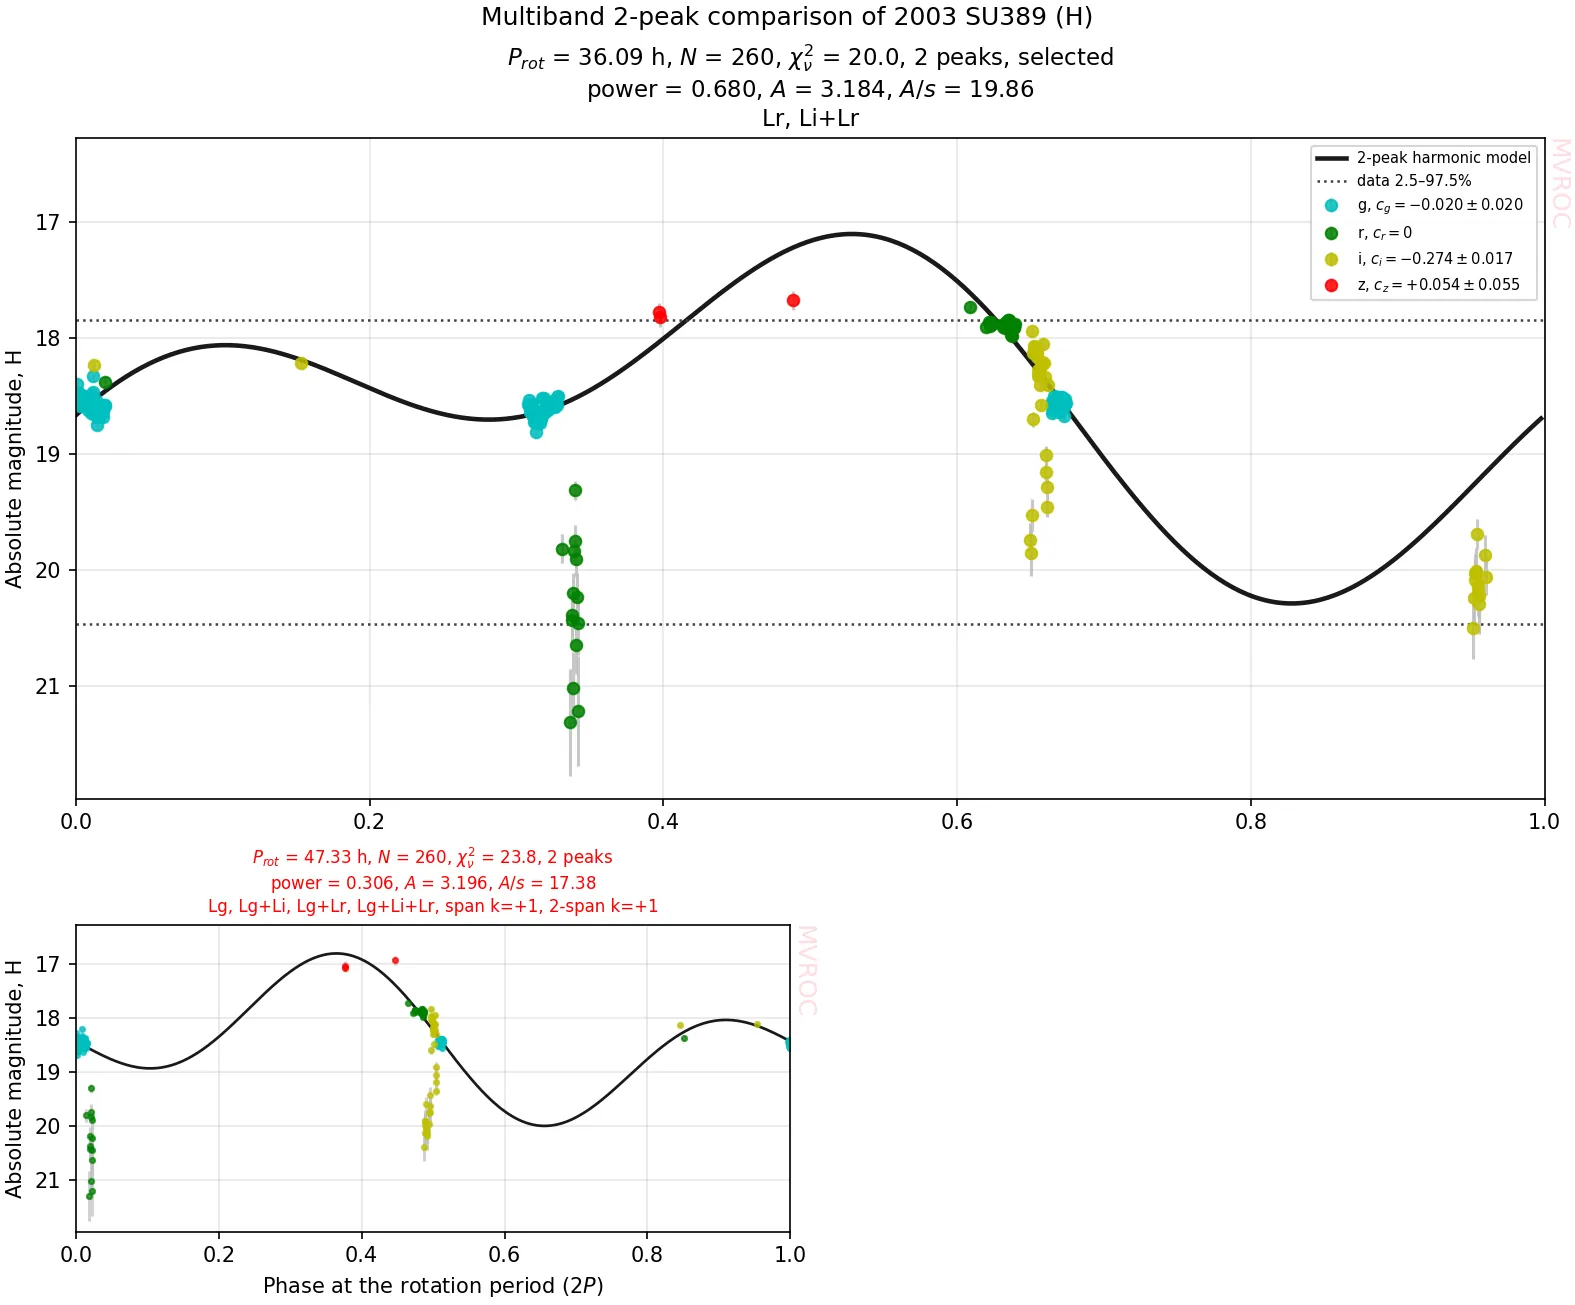 Multiband 2-peak comparison of 2003 SU389 (H)
P_rot = 36.09 h, N = 260, χ²_ν = 20.0, 2 peaks, selected
power = 0.680, A = 3.184, A/s = 19.86
Lr, Li+Lr
2-peak harmonic model
data 2.5–97.5%
g, c_g = −0.020 ± 0.020
r, c_r = 0
i, c_i = −0.274 ± 0.017
z, c_z = +0.054 ± 0.055
MVROC
Absolute magnitude, H
17
18
19
20
21
0.0 0.2 0.4 0.6 0.8 1.0
P_rot = 47.33 h, N = 260, χ²_ν = 23.8, 2 peaks
power = 0.306, A = 3.196, A/s = 17.38
Lg, Lg+Li, Lg+Lr, Lg+Li+Lr, span k=+1, 2-span k=+1
MVROC
Absolute magnitude, H
17
18
19
20
21
0.0 0.2 0.4 0.6 0.8 1.0
Phase at the rotation period (2P)